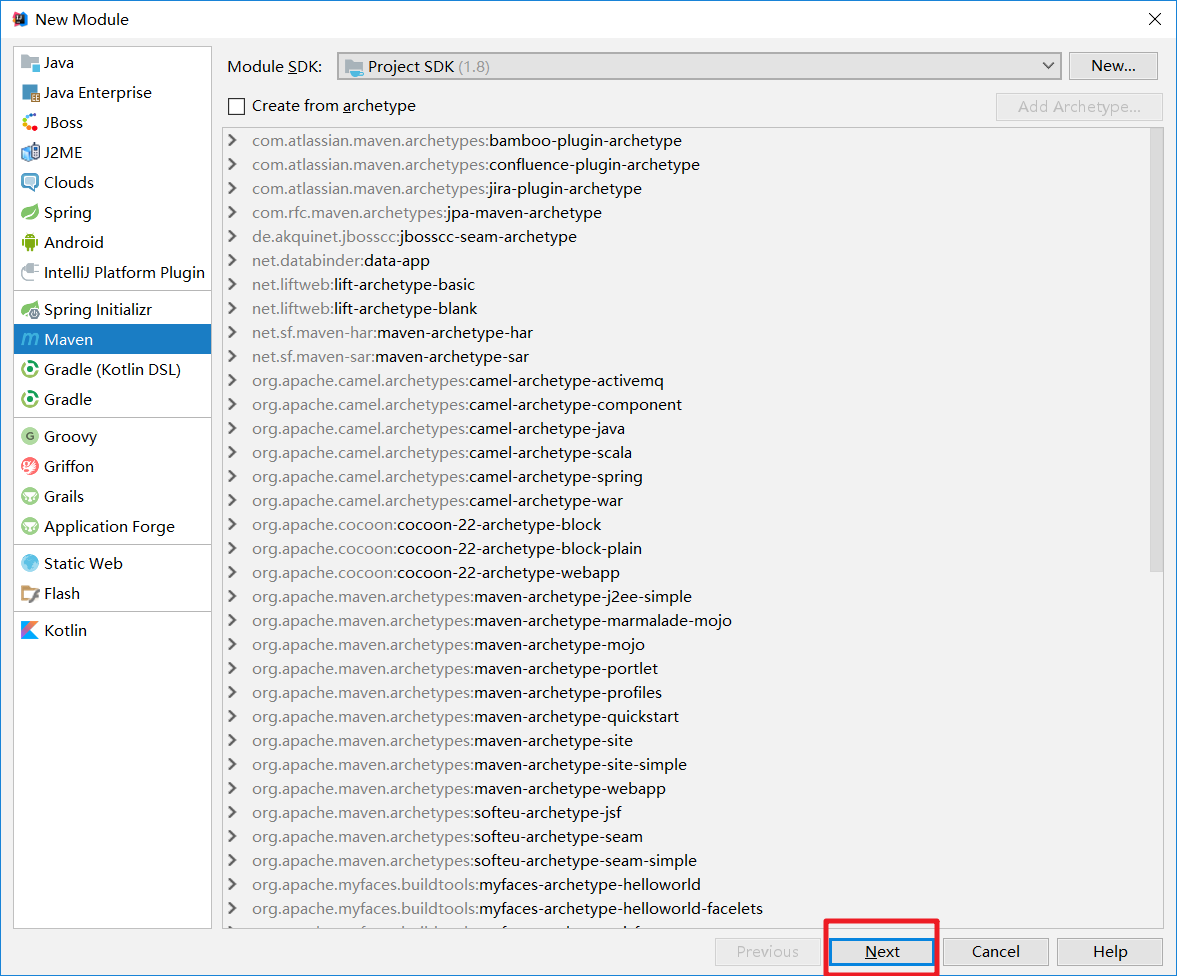 New Module
Java
Java Enterprise
JBoss
J2ME
Clouds
Spring
Android
IntelliJ Platform Plugin
Spring Initializr
Maven
Gradle (Kotlin DSL)
Gradle
Groovy
Griffon
Grails
Application Forge
Static Web
Flash
Kotlin
Module SDK: Project SDK (1.8) New...
Create from archetype Add Archetype...
com.atlassian.maven.archetypes:bamboo-plugin-archetype
com.atlassian.maven.archetypes:confluence-plugin-archetype
com.atlassian.maven.archetypes:jira-plugin-archetype
com.rfc.maven.archetypes:jpa-maven-archetype
de.akquinet.jbosscc:jbosscc-seam-archetype
net.databinder:data-app
net.liftweb:lift-archetype-basic
net.liftweb:lift-archetype-blank
net.sf.maven-har:maven-archetype-har
net.sf.maven-sar:maven-archetype-sar
org.apache.camel.archetypes:camel-archetype-activemq
org.apache.camel.archetypes:camel-archetype-component
org.apache.camel.archetypes:camel-archetype-java
org.apache.camel.archetypes:camel-archetype-scala
org.apache.camel.archetypes:camel-archetype-spring
org.apache.camel.archetypes:camel-archetype-war
org.apache.cocoon:cocoon-22-archetype-block
org.apache.cocoon:cocoon-22-archetype-block-plain
org.apache.cocoon:cocoon-22-archetype-webapp
org.apache.maven.archetypes:maven-archetype-j2ee-simple
org.apache.maven.archetypes:maven-archetype-marmalade-mojo
org.apache.maven.archetypes:maven-archetype-mojo
org.apache.maven.archetypes:maven-archetype-portlet
org.apache.maven.archetypes:maven-archetype-profiles
org.apache.maven.archetypes:maven-archetype-quickstart
org.apache.maven.archetypes:maven-archetype-site
org.apache.maven.archetypes:maven-archetype-site-simple
org.apache.maven.archetypes:maven-archetype-webapp
org.apache.maven.archetypes:softeu-archetype-jsf
org.apache.maven.archetypes:softeu-archetype-seam
org.apache.maven.archetypes:softeu-archetype-seam-simple
org.apache.myfaces.buildtools:myfaces-archetype-helloworld
org.apache.myfaces.buildtools:myfaces-archetype-helloworld-facelets
Previous Next Cancel Help